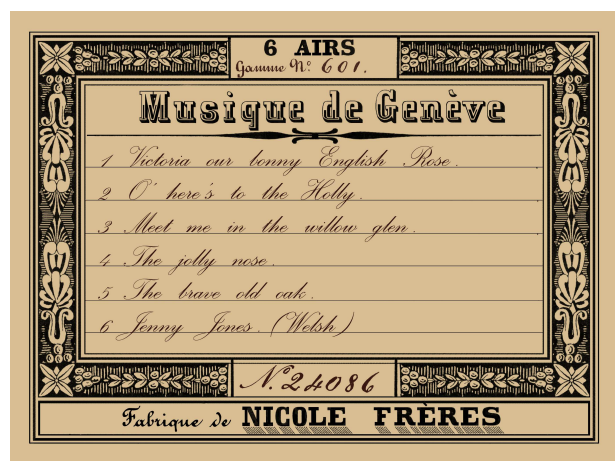 6 AIRS
Gamme No. 601.
Musique de Genève
1 Victoria our bonny English Rose.
2 O' here's to the Holly.
3 Meet me in the willow glen.
4 The jolly nose.
5 The brave old oak.
6 Jenny Jones. (Welsh)
N. 24086
Fabrique de NICOLE FRÈRES